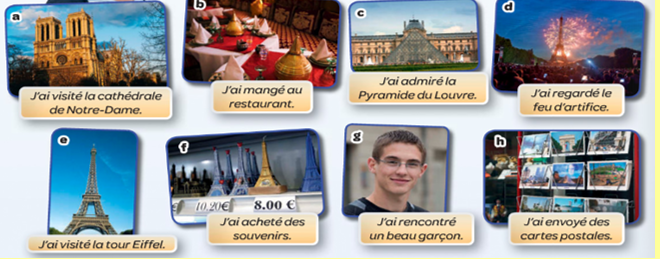 a
J'ai visité la cathédrale
de Notre-Dame.
b
J'ai mangé au
restaurant.
c
J'ai admiré la
Pyramide du Louvre.
d
J'ai regardé le
feu d'artifice.
e
J'ai visité la tour Eiffel.
f
€ 10.20€ 8.00 €
J'ai acheté des
souvenirs.
g
J'ai rencontré
un beau garçon.
h
J'ai envoyé des
cartes postales.